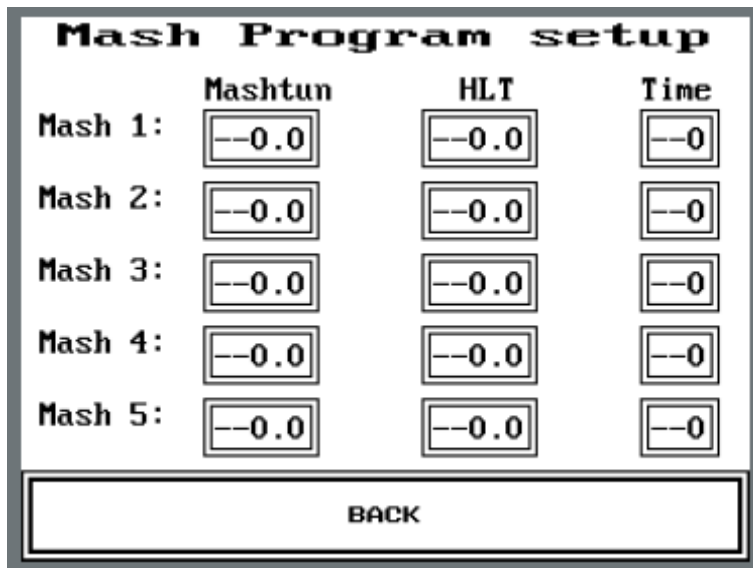 Mash Program setup
Mashtun HLT Time
Mash 1: --0.0 --0.0 --0
Mash 2: --0.0 --0.0 --0
Mash 3: --0.0 --0.0 --0
Mash 4: --0.0 --0.0 --0
Mash 5: --0.0 --0.0 --0
BACK